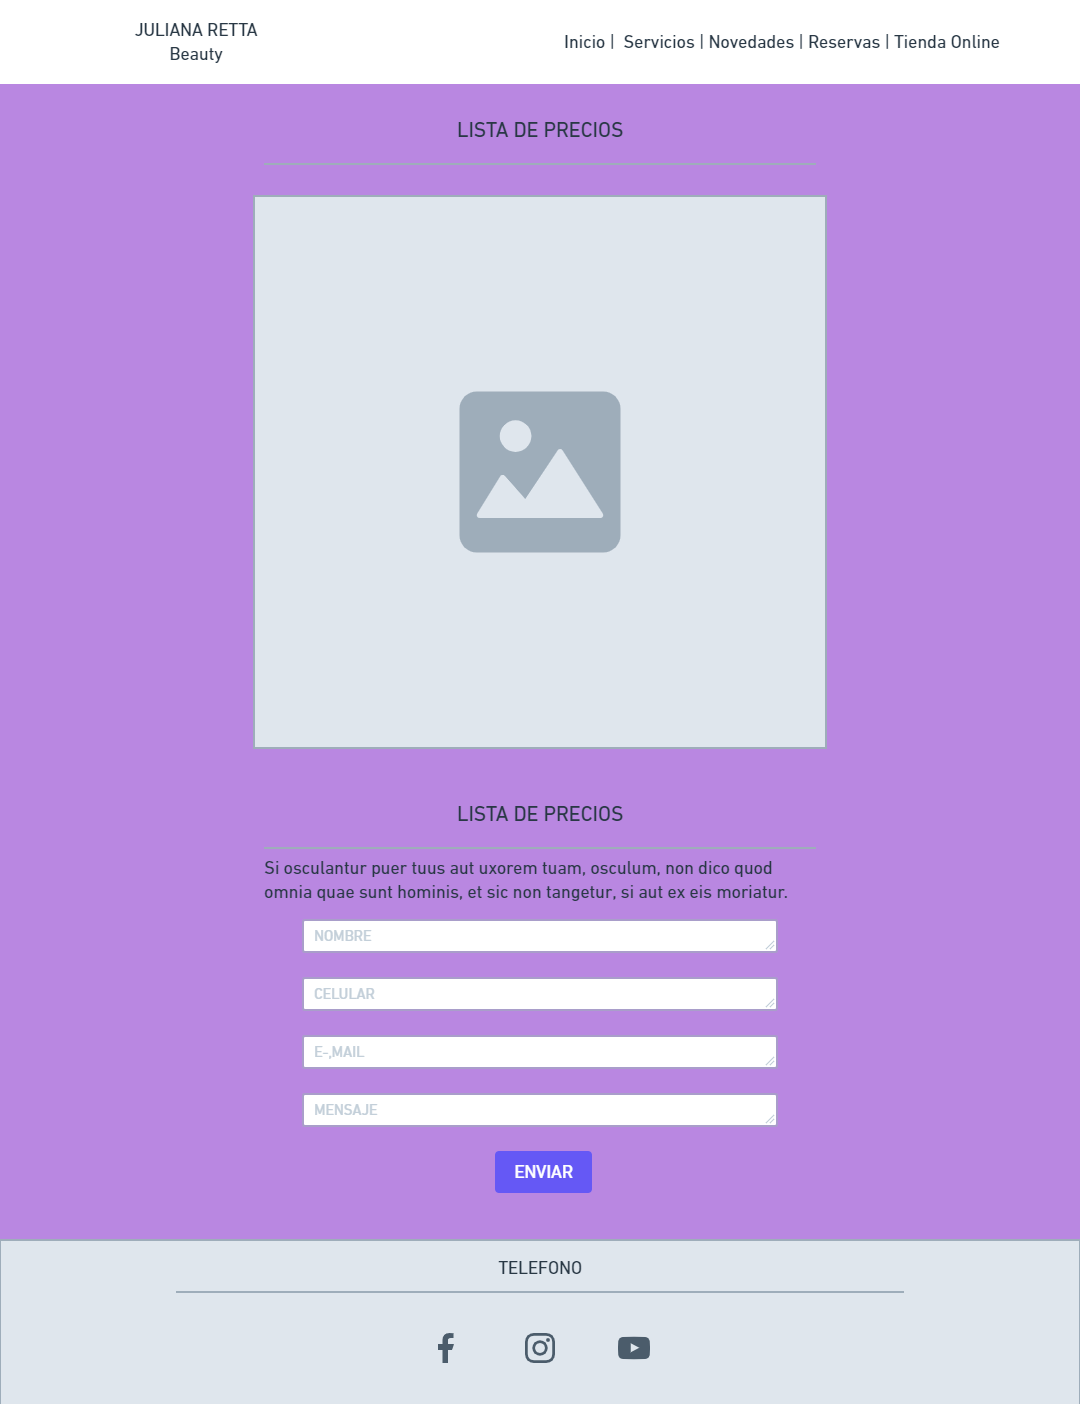 JULIANA RETTA
Beauty
Inicio | Servicios | Novedades | Reservas | Tienda Online
LISTA DE PRECIOS
LISTA DE PRECIOS
Si osculantur puer tuus aut uxorem tuam, osculum, non dico quod
omnia quae sunt hominis, et sic non tangetur, si aut ex eis moriatur.
NOMBRE
CELULAR
E-,MAIL
MENSAJE
ENVIAR
TELEFONO